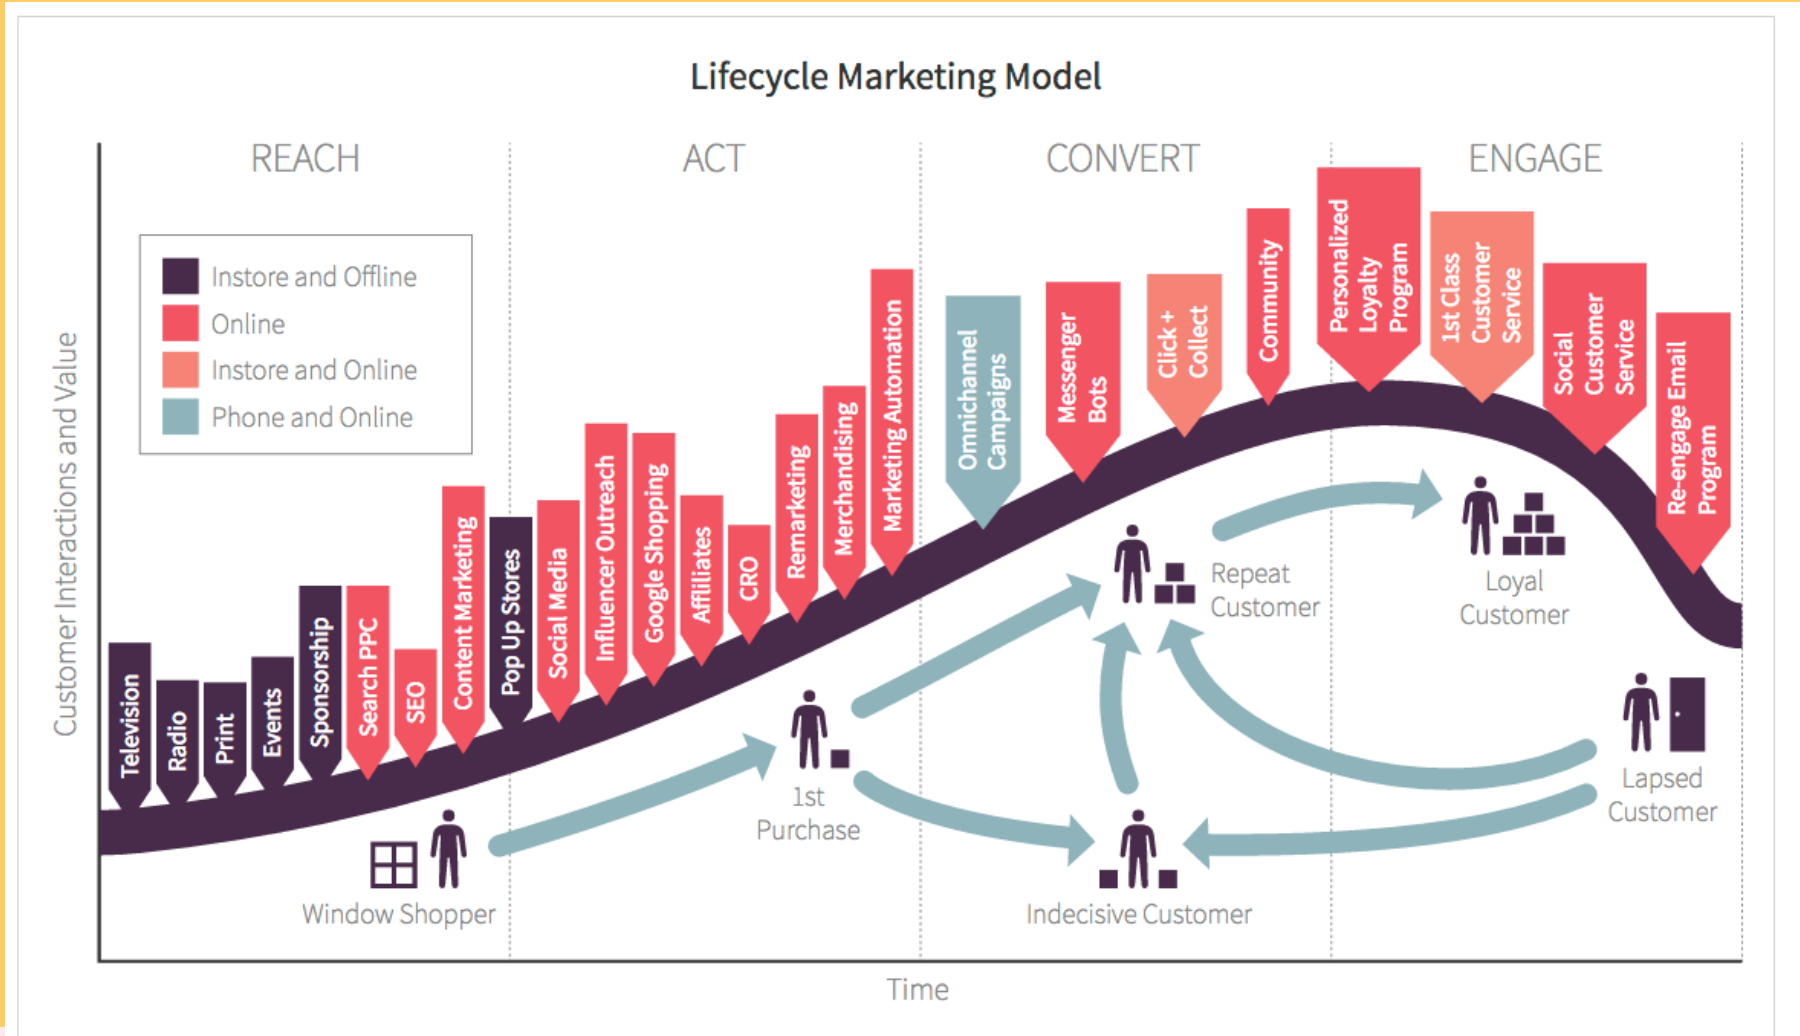 Lifecycle Marketing Model
REACH
ACT
CONVERT
ENGAGE
Instore and Offline
Online
Instore and Online
Phone and Online
Customer Interactions and Value
Television
Radio
Print
Events
Sponsorship
Search PPC
SEO
Content Marketing
Pop Up Stores
Social Media
Influencer Outreach
Google Shopping
Affiliates
CRO
Remarketing
Merchandising
Marketing Automation
Omnichannel
Campaigns
Messenger
Bots
Click +
Collect
Community
Personalized
Loyalty
Program
1st Class
Customer
Service
Social
Customer
Service
Re-engage Email
Program
Window Shopper
1st
Purchase
Repeat
Customer
Indecisive Customer
Loyal
Customer
Lapsed
Customer
Time